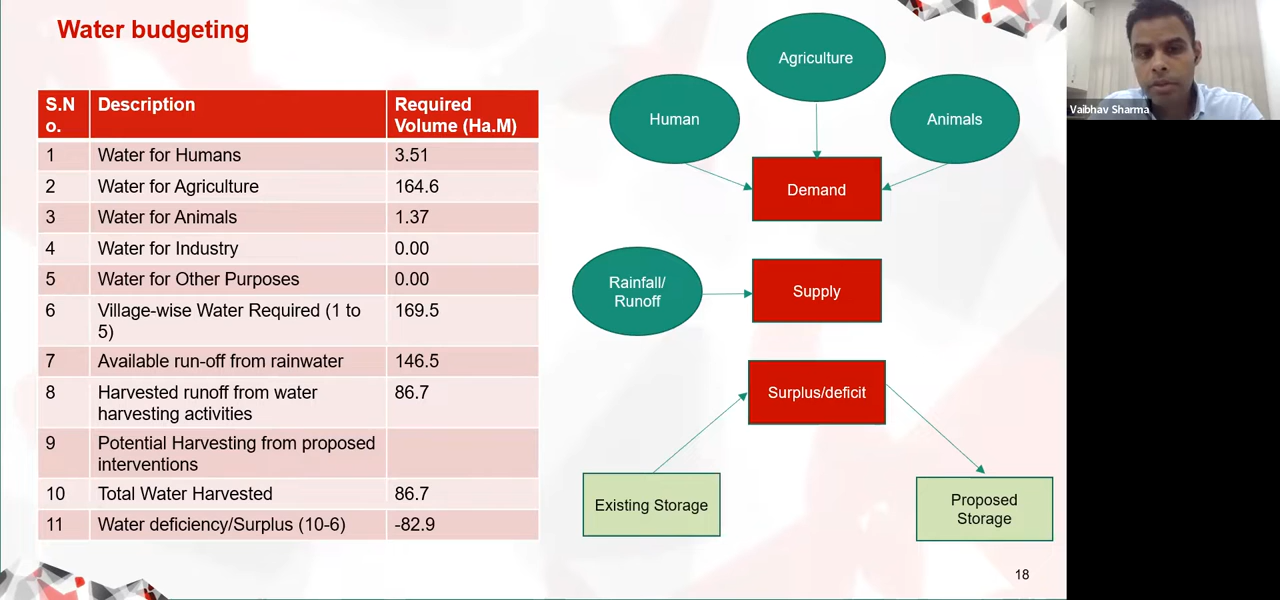 Water budgeting
S.N
o.
Description
Required
Volume (Ha.M)
1
Water for Humans
3.51
2
Water for Agriculture
164.6
3
Water for Animals
1.37
4
Water for Industry
0.00
5
Water for Other Purposes
0.00
6
Village-wise Water Required (1 to
5)
169.5
7
Available run-off from rainwater
146.5
8
Harvested runoff from water
harvesting activities
86.7
9
Potential Harvesting from proposed
interventions
10
Total Water Harvested
86.7
11
Water deficiency/Surplus (10-6)
-82.9
Agriculture
Human
Animals
Demand
Rainfall/
Runoff
Supply
Surplus/deficit
Existing Storage
Proposed
Storage
18
Vaibhav Sharma